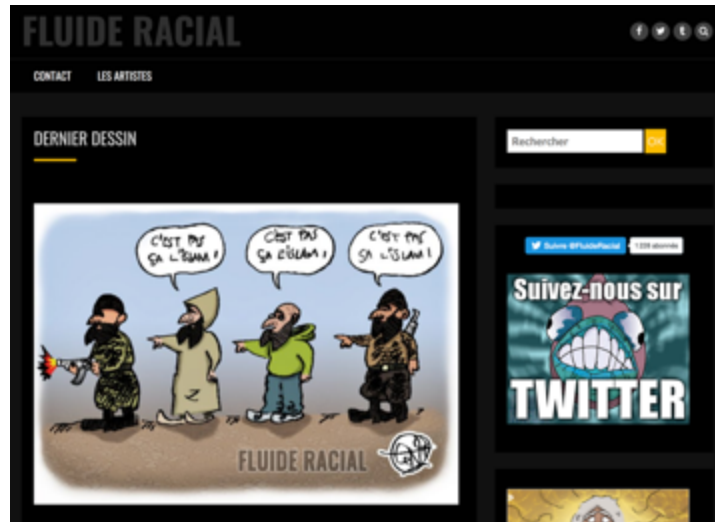 FLUIDE RACIAL
CONTACT LES ARTISTES
DERNIER DESSIN
Rechercher
OK
C'EST PAS
ÇA L'ISLAM !
C'EST PAS
ÇA L'ISLAM !
C'EST PAS
ÇA L'ISLAM !
FLUIDE RACIAL
Suivre @FluideRacial
abonnés
Suivez-nous sur
TWITTER